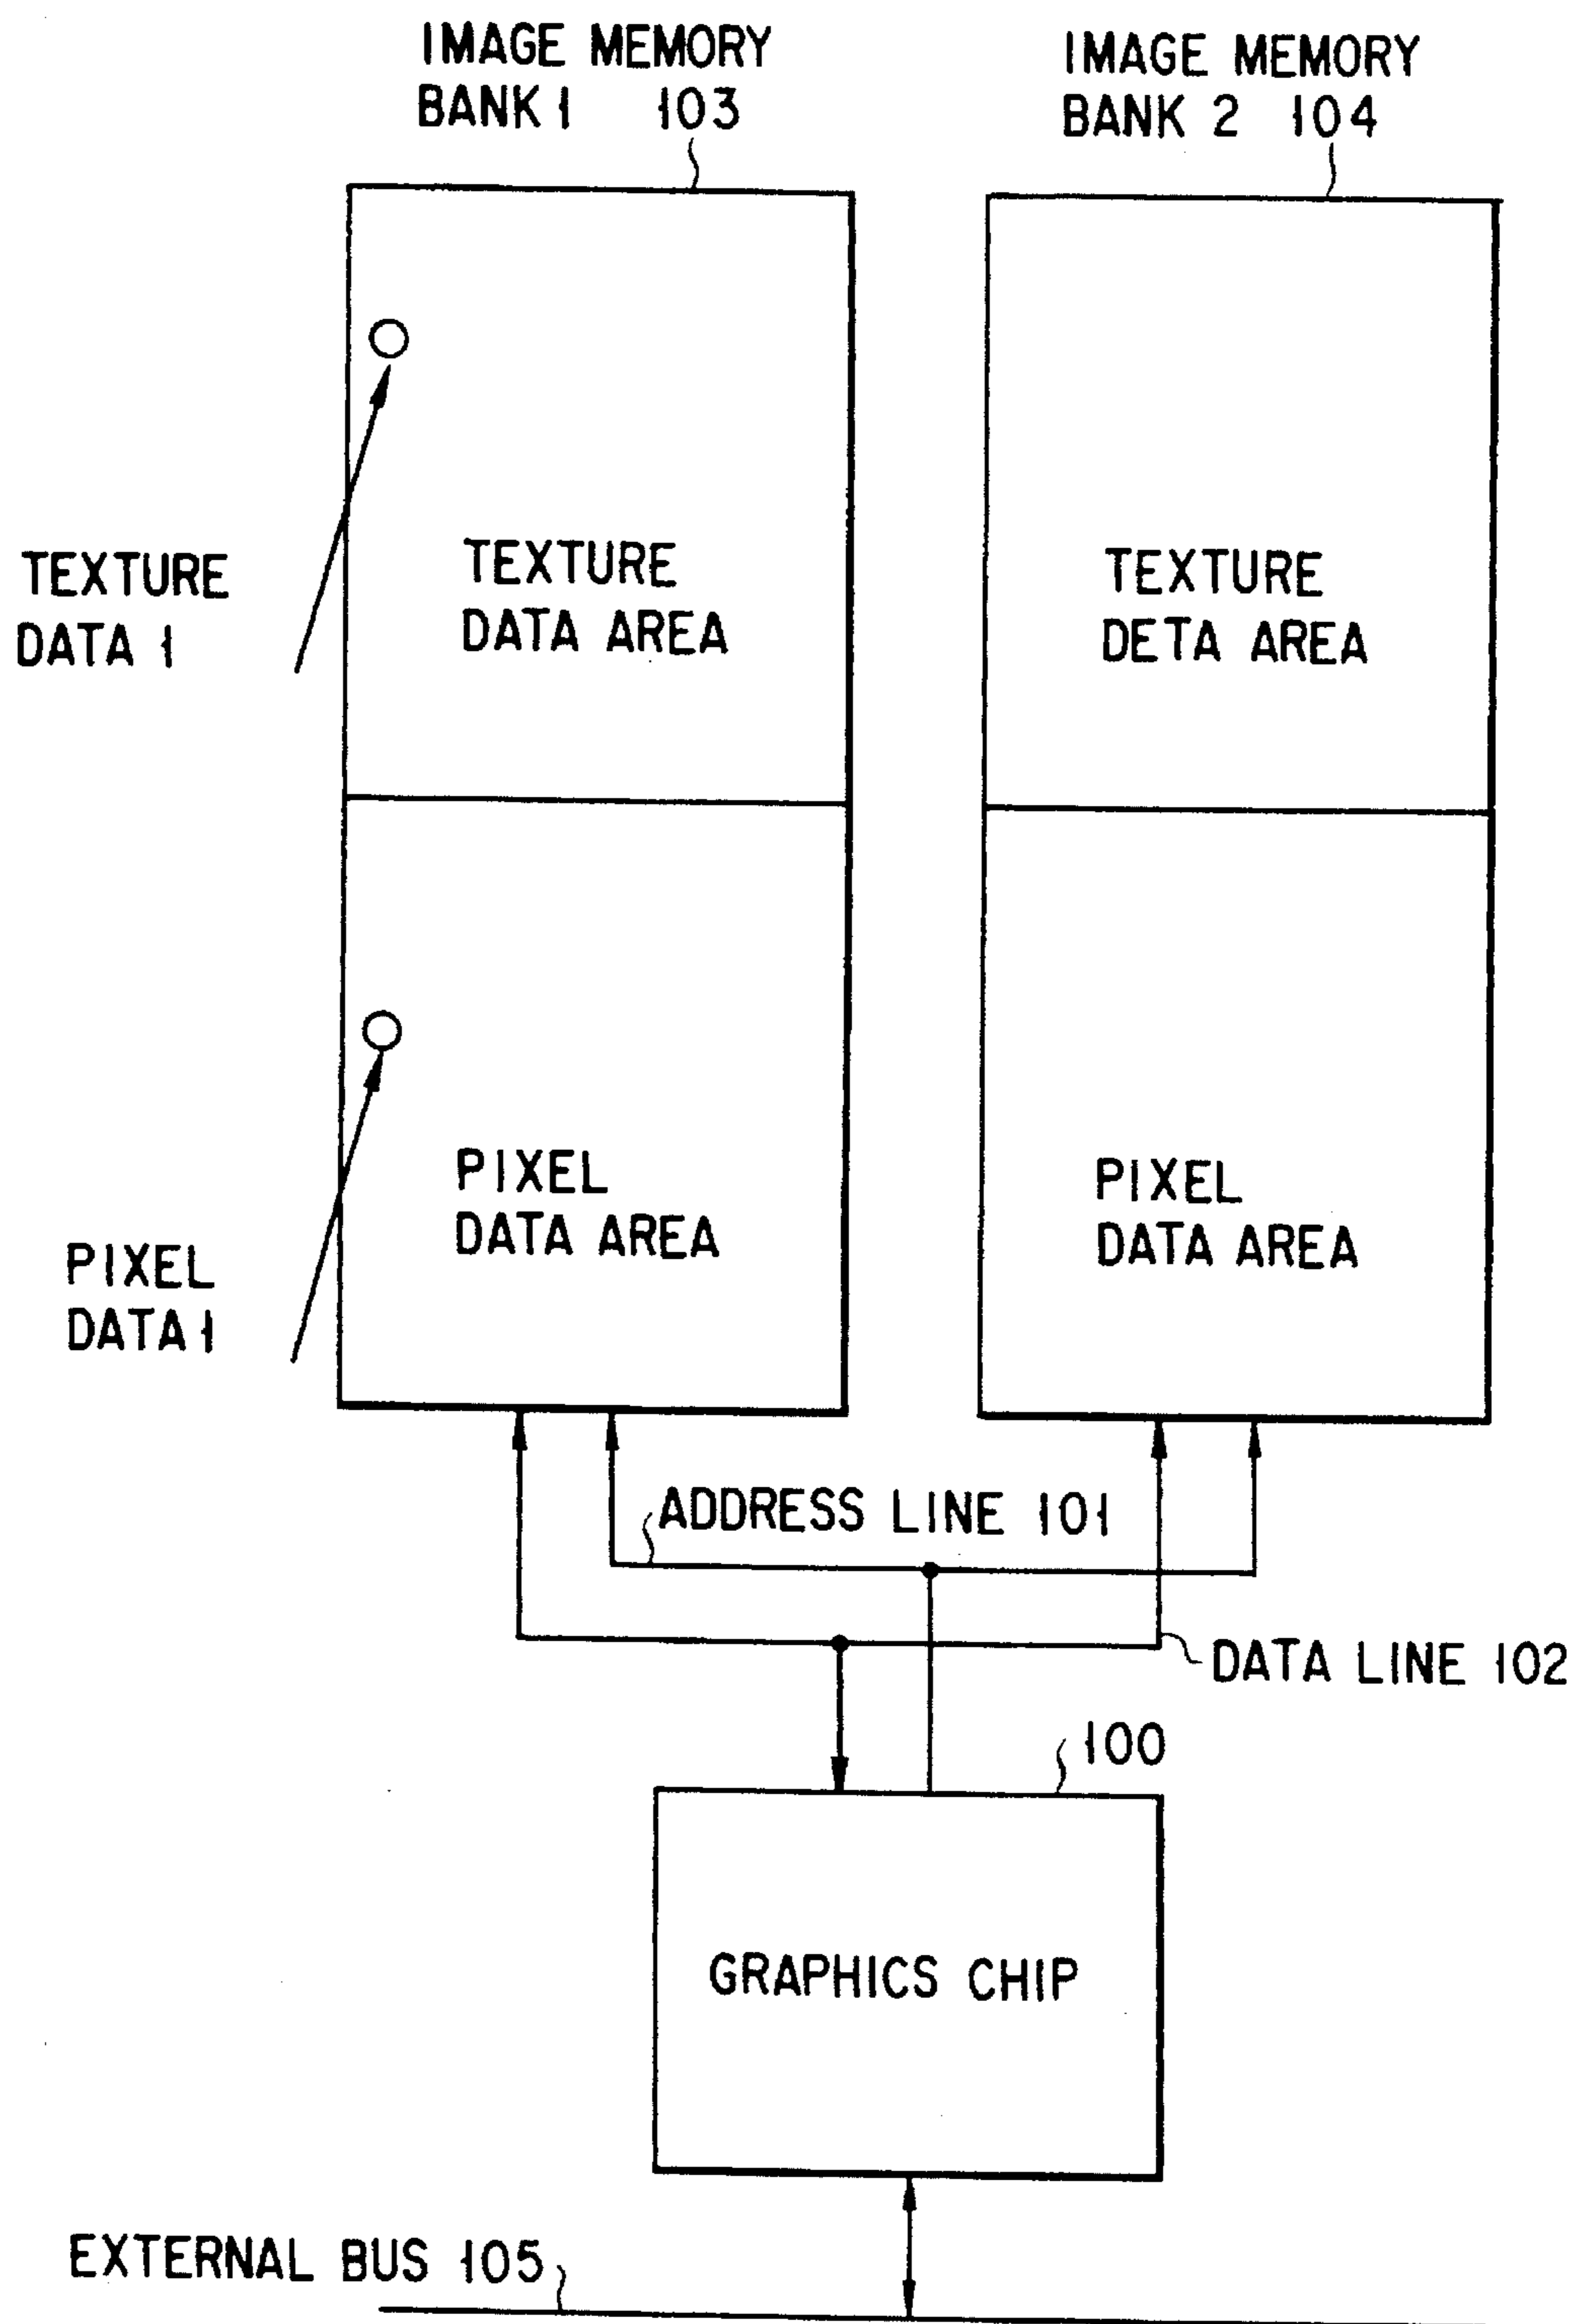 IMAGE MEMORY
BANK 1 103
IMAGE MEMORY
BANK 2 104
TEXTURE
DATA 1
TEXTURE
DATA AREA
TEXTURE
DETA AREA
PIXEL
DATA 1
PIXEL
DATA AREA
PIXEL
DATA AREA
ADDRESS LINE 101
DATA LINE 102
100
GRAPHICS CHIP
EXTERNAL BUS 105